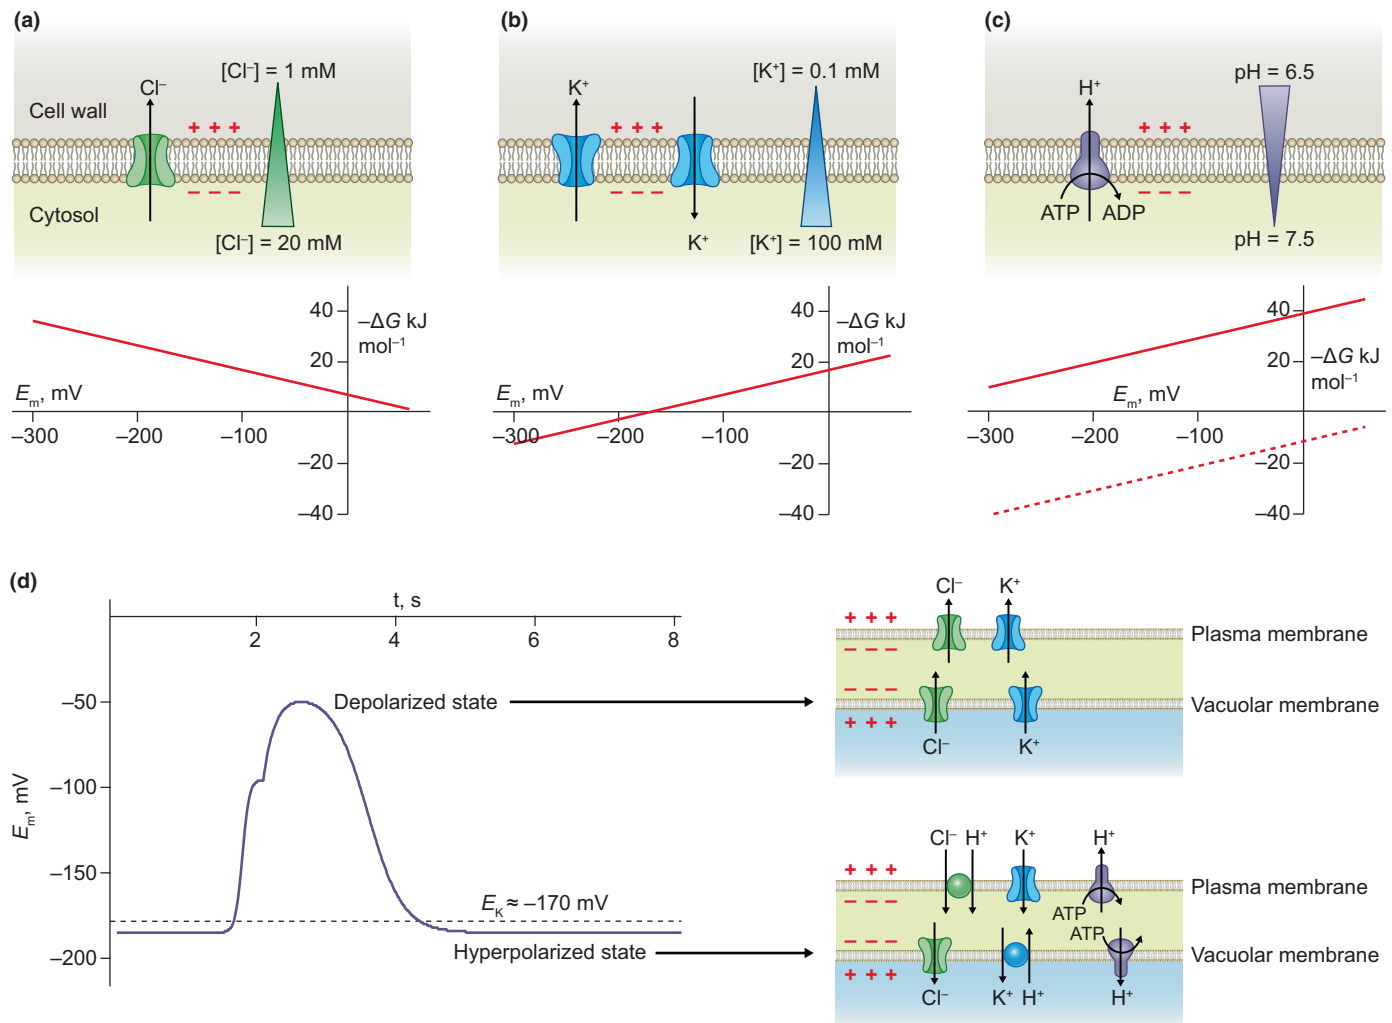 (a)
[Cl⁻] = 1 mM
Cl⁻
Cell wall
+ + +
– – –
Cytosol
[Cl⁻] = 20 mM
40
–ΔG kJ
mol⁻¹
20
Eₘ, mV
–300
–200
–100
–20
–40
(b)
[K⁺] = 0.1 mM
K⁺
+ + +
– – –
K⁺
[K⁺] = 100 mM
40
–ΔG kJ
mol⁻¹
20
Eₘ, mV
–300
–200
–100
–20
–40
(c)
pH = 6.5
H⁺
+ + +
– – –
ATP
ADP
pH = 7.5
40
–ΔG kJ
mol⁻¹
20
Eₘ, mV
–300
–200
–100
–20
–40
(d)
t, s
2
4
6
8
–50
–100
–150
–200
Eₘ, mV
Depolarized state
E_K ≈ –170 mV
Hyperpolarized state
Cl⁻
K⁺
+ + +
– – –
Plasma membrane
– – –
+ + +
Vacuolar membrane
Cl⁻
K⁺
Cl⁻
H⁺
K⁺
H⁺
+ + +
– – –
Plasma membrane
ATP
ATP
– – –
+ + +
Vacuolar membrane
Cl⁻
K⁺
H⁺
H⁺